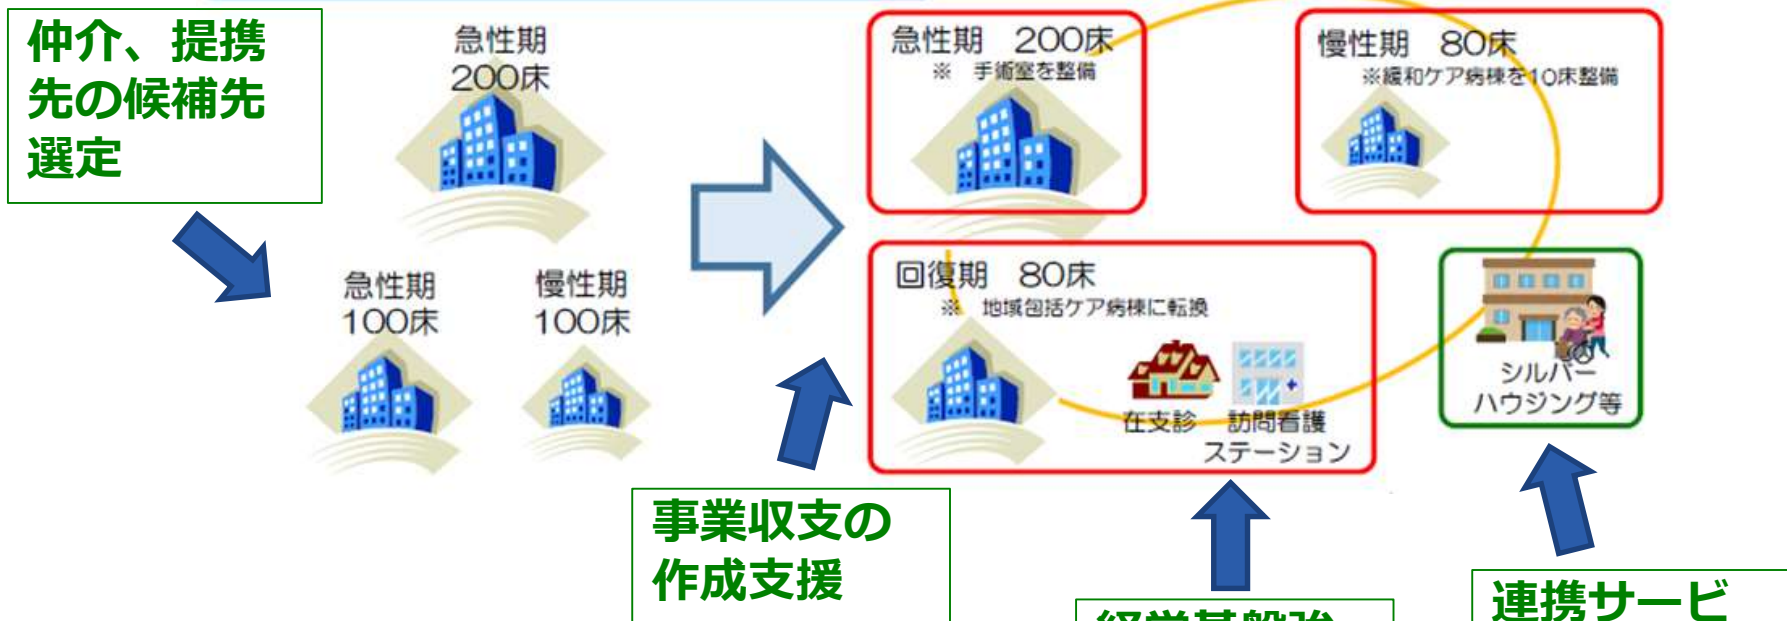 仲介、提携
先の候補先
選定
急性期
200床
急性期
100床
慢性期
100床
急性期 200床
※ 手術室を整備
慢性期 80床
※緩和ケア病棟を10床整備
回復期 80床
※ 地域包括ケア病棟に転換
在支診
訪問看護
ステーション
シルバー
ハウジング等
事業収支の
作成支援
経営基盤強
連携サービ